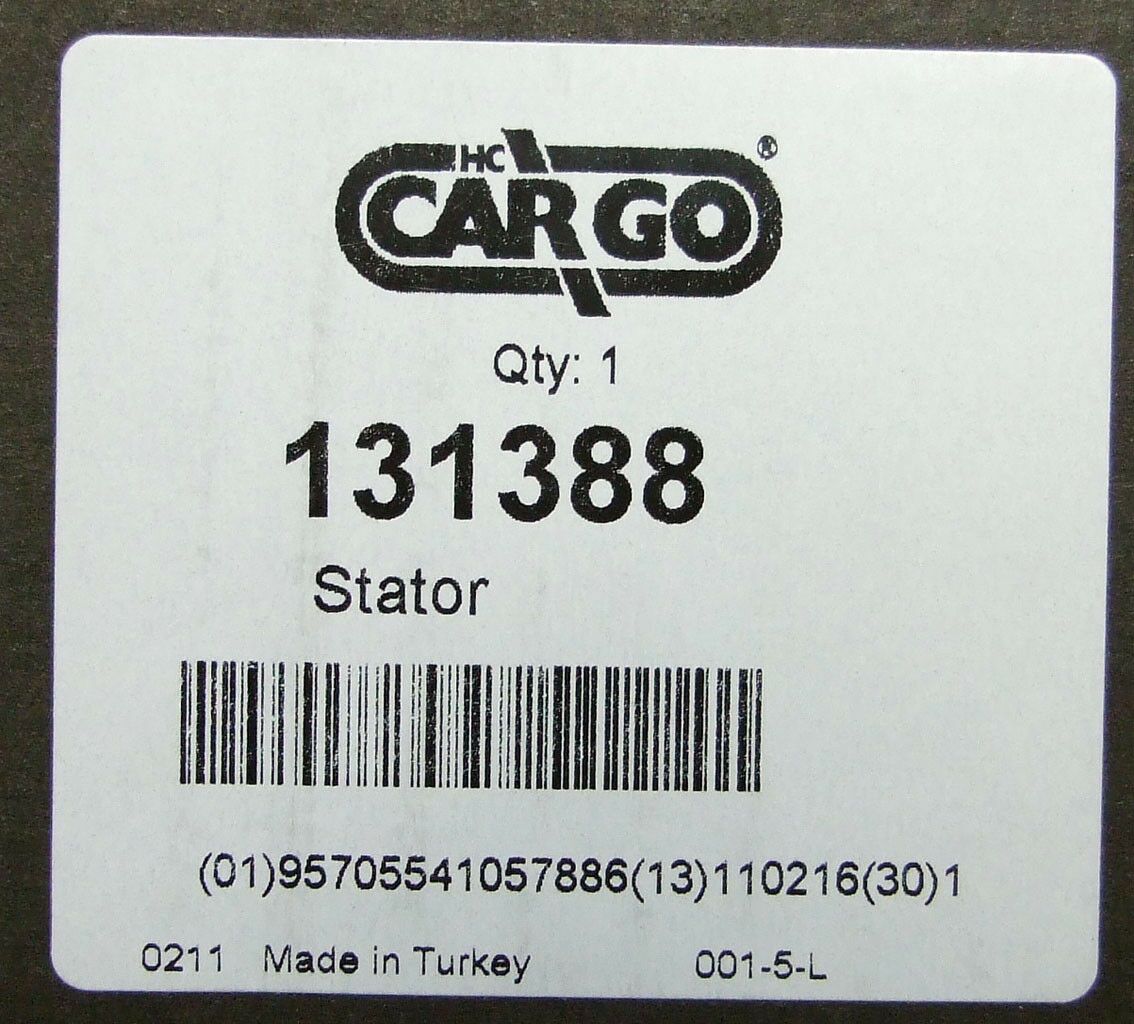 HC
CARGO®
Qty: 1
131388
Stator
(01)95705541057886(13)110216(30)1
0211 Made in Turkey 001-5-L